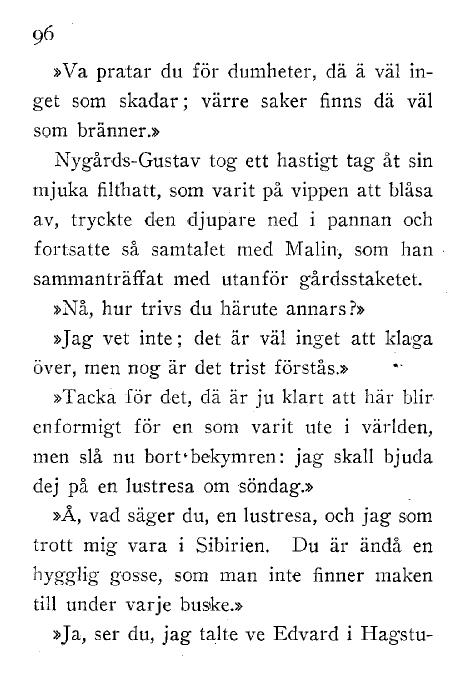 96
»Va pratar du för dumheter, dä ä väl in-
get som skadar; värre saker finns då väl
som bränner.»
Nygårds-Gustav tog ett hastigt tag åt sin
mjuka filthatt, som varit på vippen att blåsa
av, tryckte den djupare ned i pannan och
fortsatte så samtalet med Malin, som han
sammanträffat med utanför gårdsstaketet.
»Nå, hur trivs du härute annars?»
»Jag vet inte; det är väl inget att klaga
över, men nog är det trist förstås.»
»Tacka för det, dä är ju klart att här blir
enformigt för en som varit ute i världen,
men slå nu bort bekymren: jag skall bjuda
dej på en lustresa om söndag.»
»Å, vad säger du, en lustresa, och jag som
trott mig vara i Sibirien. Du är ändå en
hygglig gosse, som man inte finner maken
till under varje buske.»
»Ja, ser du, jag talte ve Edvard i Hagstu-